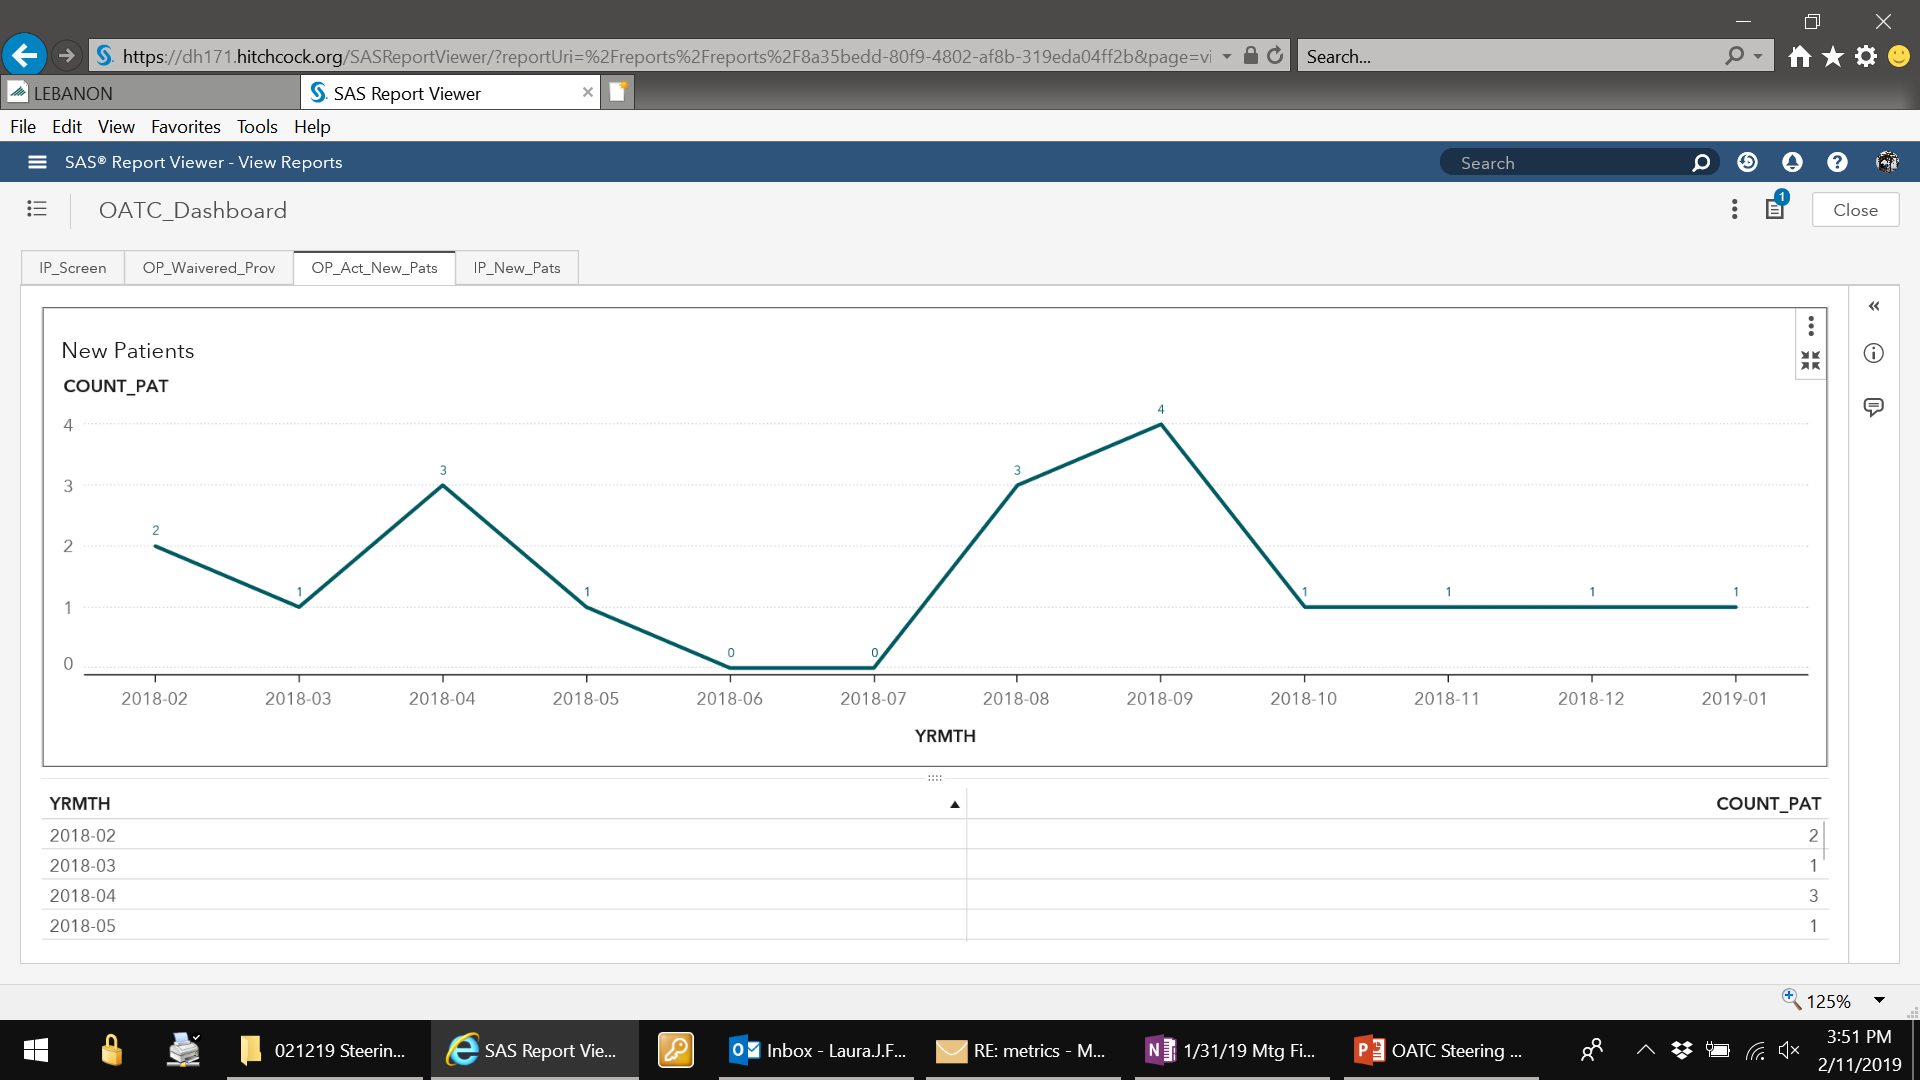 https://dh171.hitchcock.org/SASReportViewer/?reportUri=%2Freports%2Freports%2F8a35bedd-80f9-4802-af8b-319eda04ff2b&page=vi
Search...
LEBANON
SAS Report Viewer
File Edit View Favorites Tools Help
SAS® Report Viewer - View Reports
Search
OATC_Dashboard
1
Close
IP_Screen
OP_Waivered_Prov
OP_Act_New_Pats
IP_New_Pats
New Patients
COUNT_PAT
4
3
2
1
0
2 1 3 1 0 0 3 4 1 1 1 1
2018-02 2018-03 2018-04 2018-05 2018-06 2018-07 2018-08 2018-09 2018-10 2018-11 2018-12 2019-01
YRMTH
YRMTH COUNT_PAT
2018-02 2
2018-03 1
2018-04 3
2018-05 1
125%
021219 Steerin...
SAS Report Vie...
Inbox - Laura.J.F...
RE: metrics - M...
1/31/19 Mtg Fi...
OATC Steering ...
3:51 PM
2/11/2019